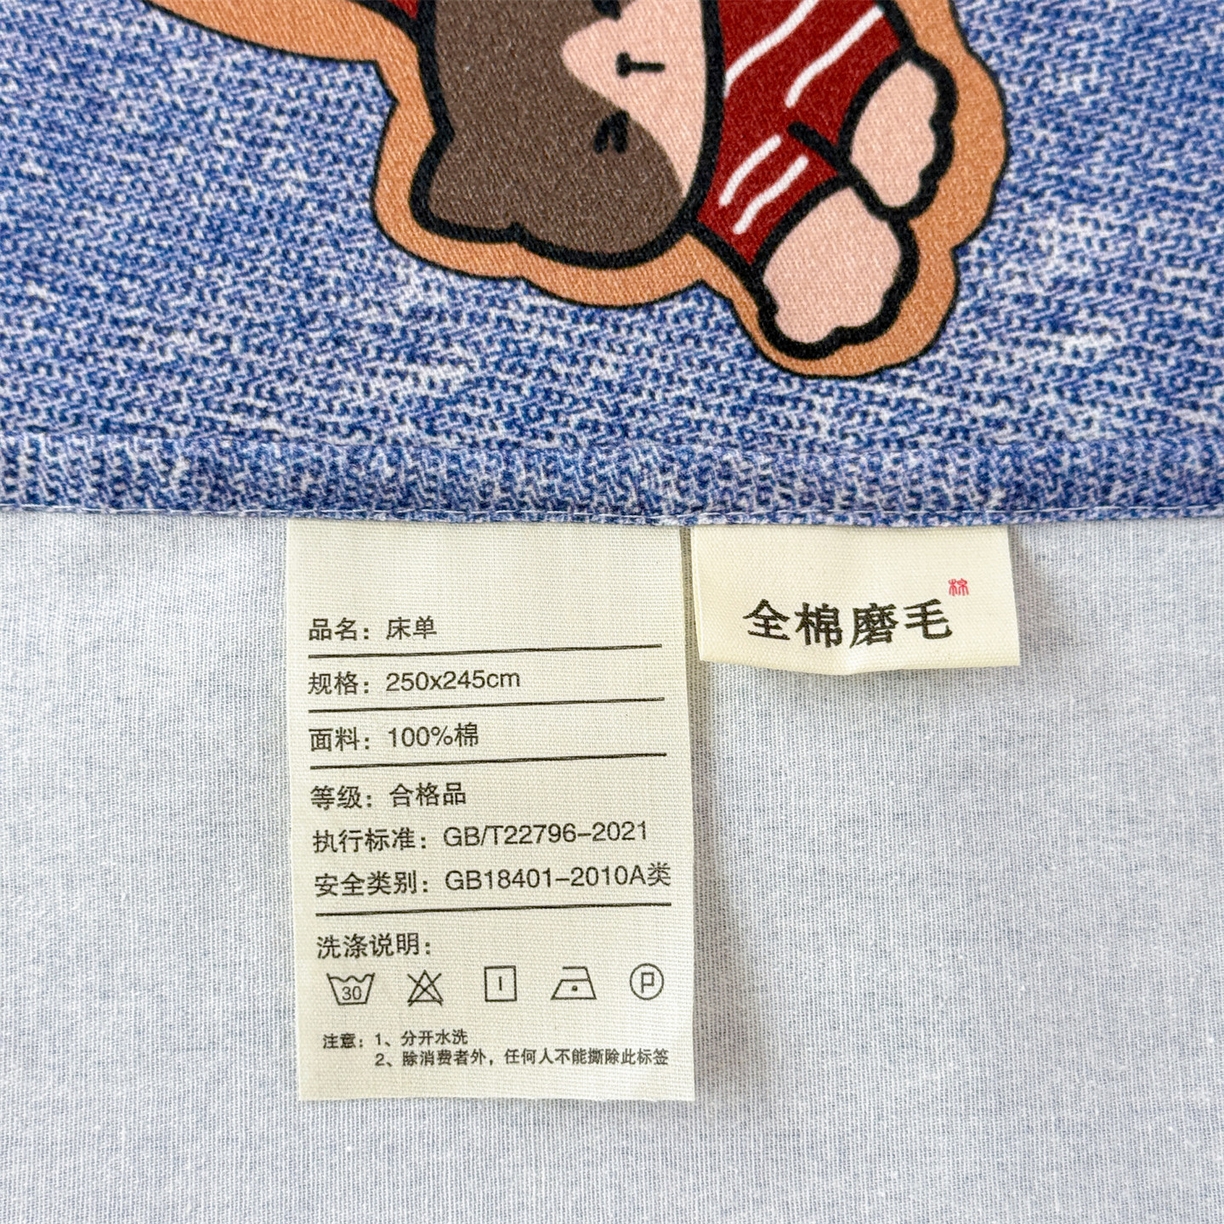 品名：床单
规格：250x245cm
面料：100%棉
等级：合格品
执行标准：GB/T22796-2021
安全类别：GB18401-2010A类
洗涤说明：
30
P
注意：1、分开水洗
2、除消费者外，任何人不能撕除此标签
全棉磨毛
棉